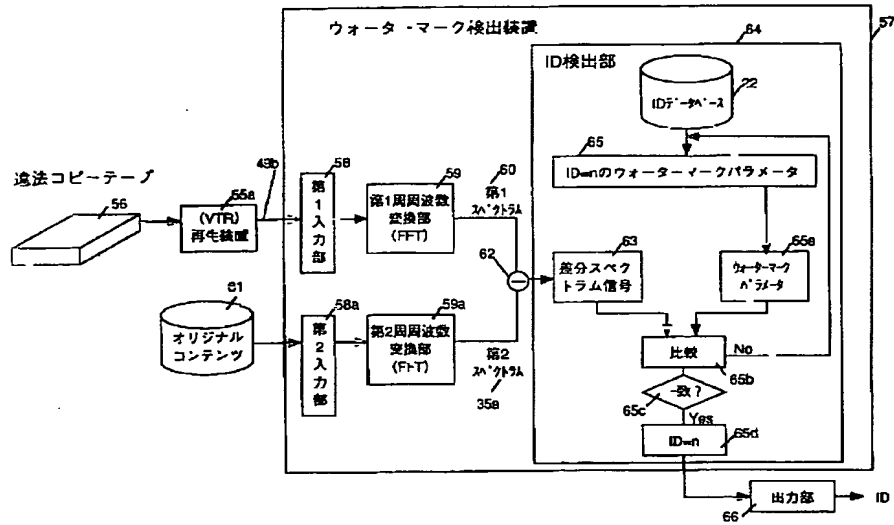 ウォータ-マーク検出装置
57
64
ID検出部
22
IDデータベース
65
ID=nのウォーターマークパラメータ
違法コピーテープ
56
55a
(VTR)
再生装置
49b
58
第1入力部
59
第1周周波数
変換部
(FFT)
60
第1
スペクトラム
62
63
差分スペク
トラム信号
65a
ウォーターマーク
パラメータ
61
オリジナル
コンテンツ
58a
第2入力部
59a
第2周周波数
変換部
(FFT)
第2
スペクトラム
35a
比較
No
65b
一致?
65c
Yes
ID=n
65d
出力部
66
ID